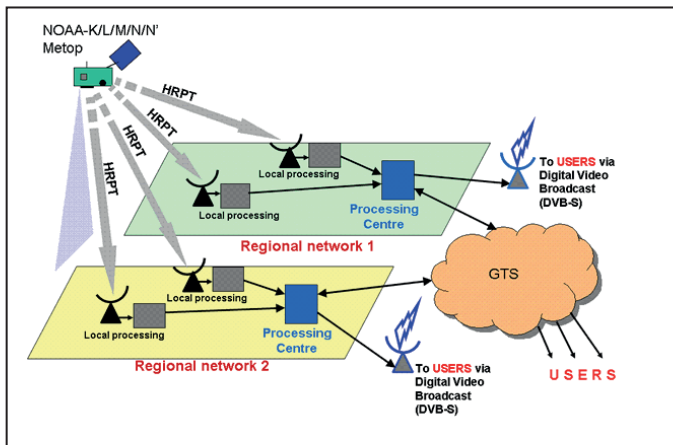 NOAA-K/L/M/N/N'
Metop
HRPT
HRPT
HRPT
HRPT
Local processing
Local processing
Processing
Centre
To USERS via
Digital Video
Broadcast
(DVB-S)
Regional network 1
GTS
Local processing
Local processing
Processing
Centre
Regional network 2
To USERS via
Digital Video
Broadcast
(DVB-S)
USERS